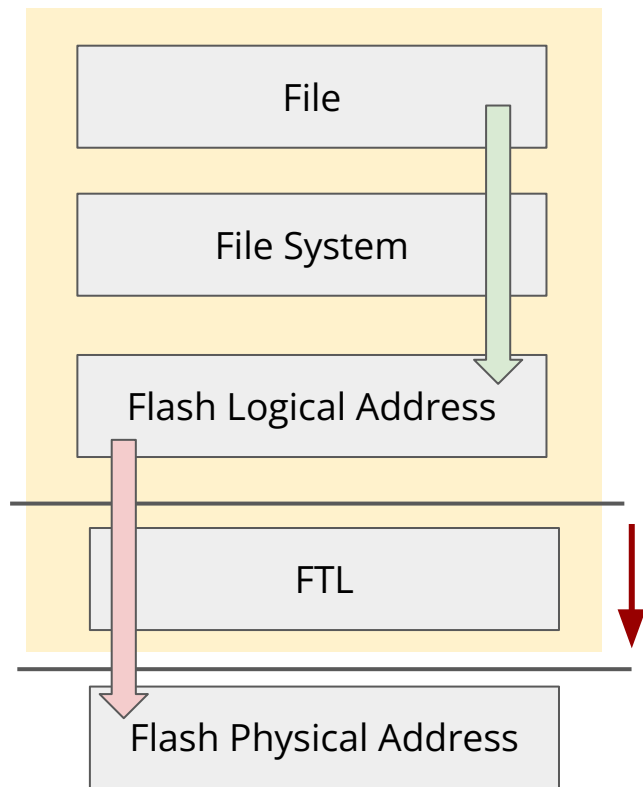 File
File System
Flash Logical Address
FTL
Flash Physical Address